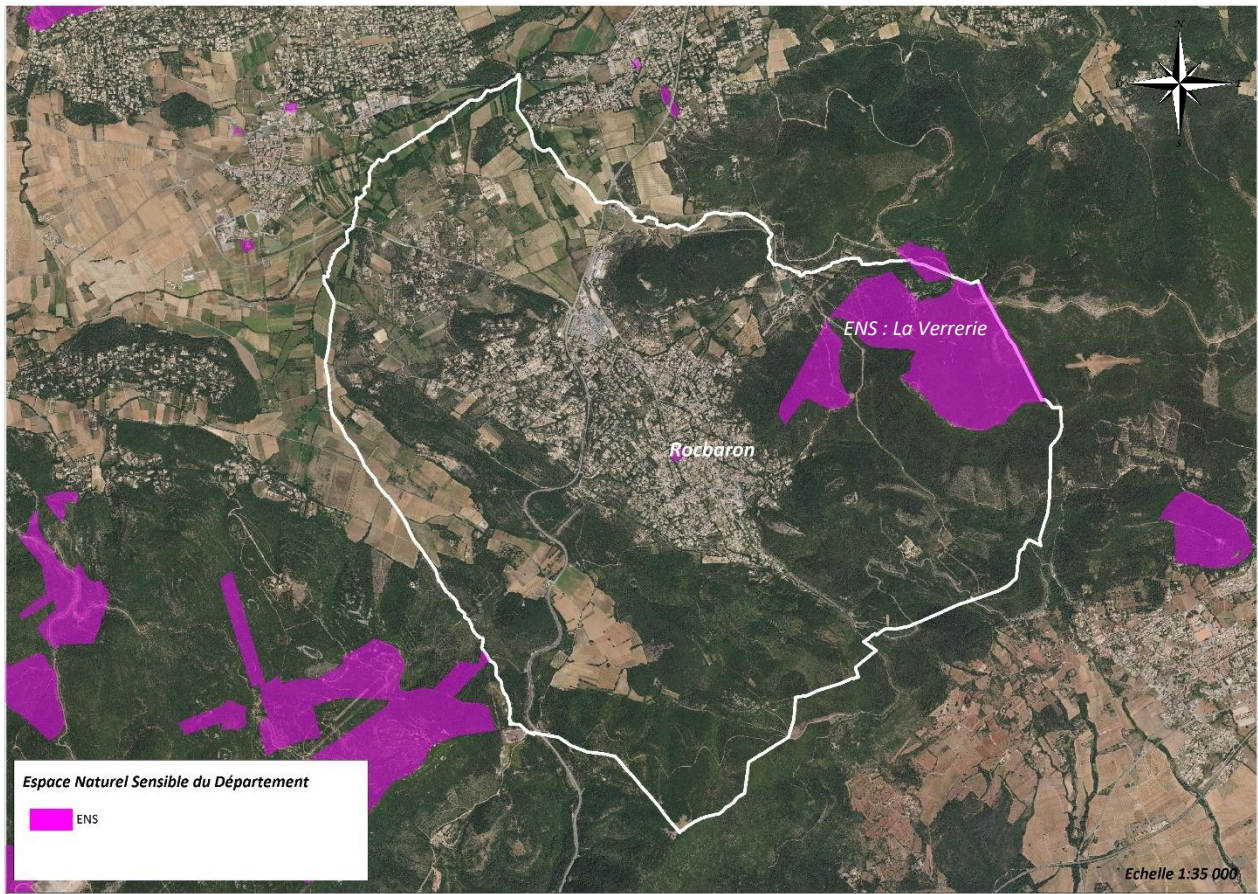 N
ENS : La Verrerie
Rocbaron
Espace Naturel Sensible du Département
ENS
Echelle 1:35 000